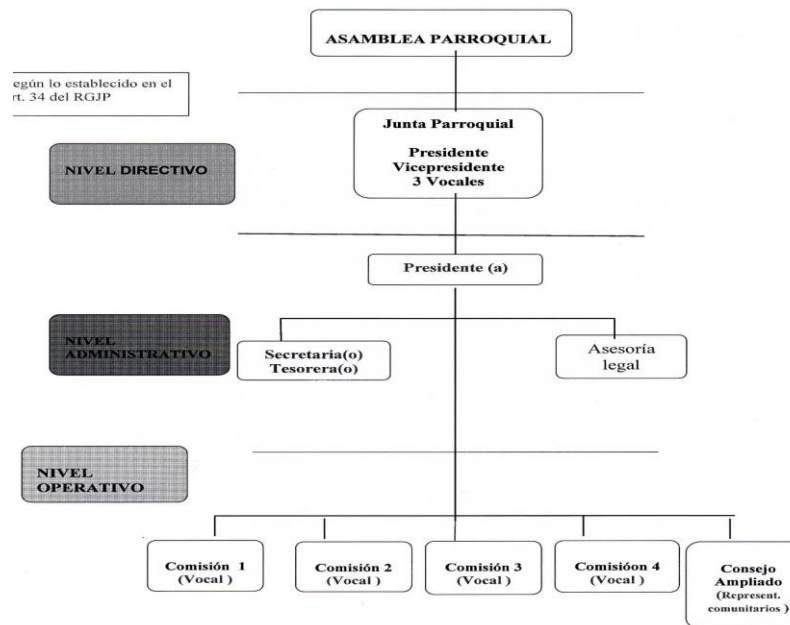 ASAMBLEA PARROQUIAL
egún lo establecido en el
rt. 34 del RGJP
Junta Parroquial
Presidente
Vicepresidente
3 Vocales
NIVEL DIRECTIVO
Presidente (a)
NIVEL
ADMINISTRATIVO
Secretaria(o)
Tesorera(o)
Asesoría
legal
NIVEL
OPERATIVO
Comisión 1
(Vocal )
Comisión 2
(Vocal )
Comisión 3
(Vocal )
Comisióon 4
(Vocal )
Consejo
Ampliado
(Represent.
comunitarios )